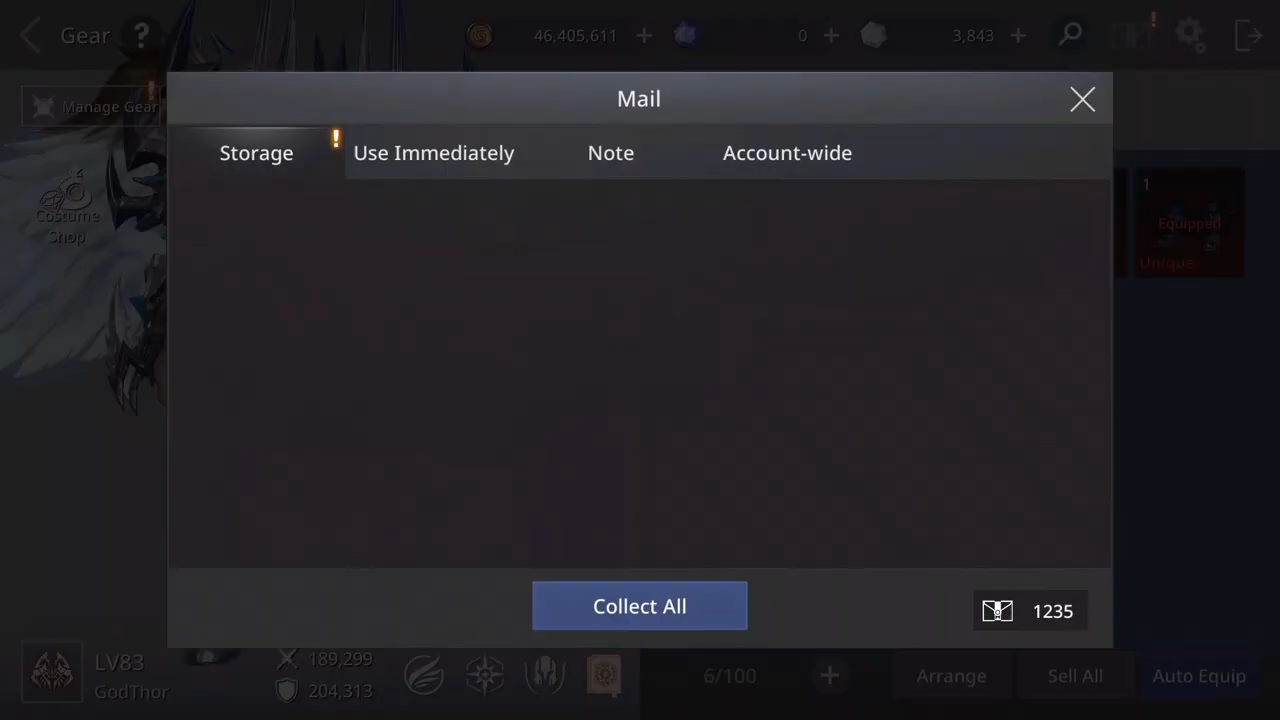 Gear ?
46,405,611
0
3,843
Manage Gear
Mail
Storage
Use Immediately
Note
Account-wide
Costume
Shop
1
Equipped
Unique
Collect All
1235
LV83
GodThor
189,299
204,313
6/100
Arrange
Sell All
Auto Equip